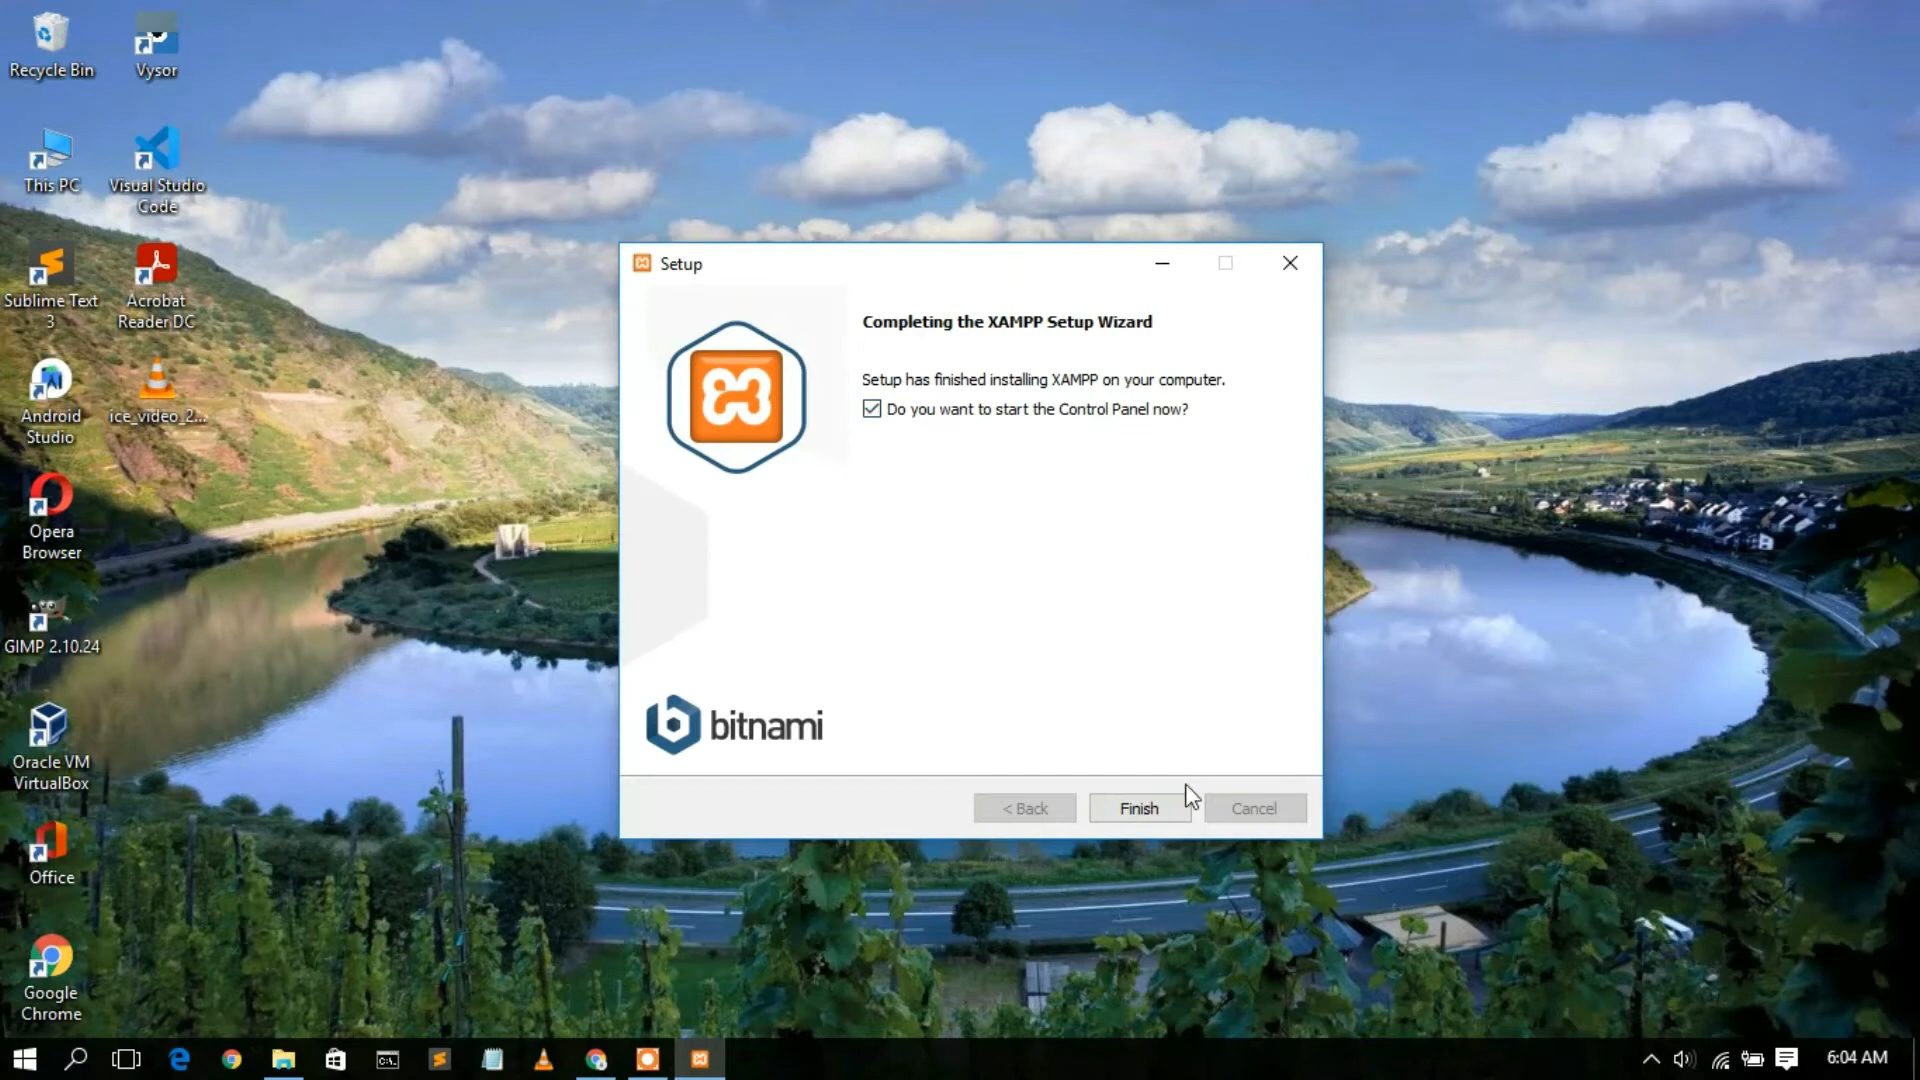 Recycle Bin
Vysor
This PC
Visual Studio
Code
Sublime Text
3
Acrobat
Reader DC
Android
Studio
ice_video_2...
Opera
Browser
GIMP 2.10.24
Oracle VM
VirtualBox
Office
Google
Chrome
Setup
Completing the XAMPP Setup Wizard
Setup has finished installing XAMPP on your computer.
Do you want to start the Control Panel now?
bitnami
< Back
Finish
Cancel
6:04 AM